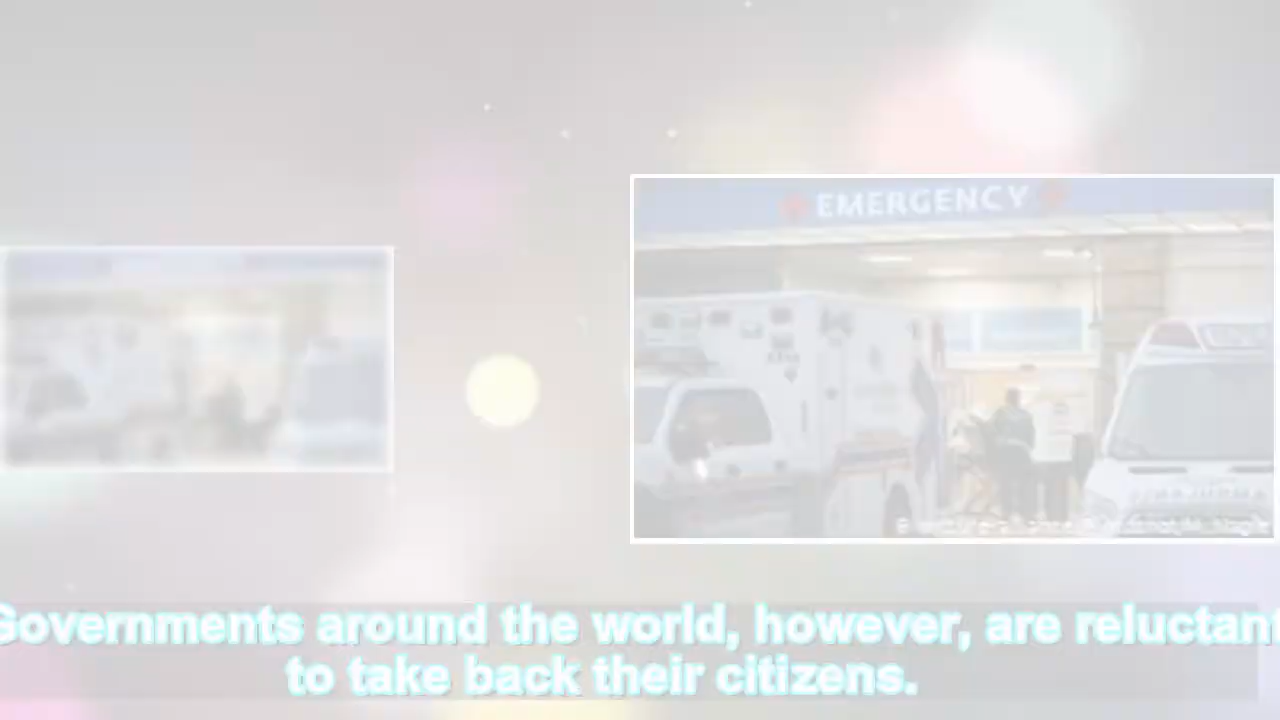 EMERGENCY
Governments around the world, however, are reluctant
to take back their citizens.